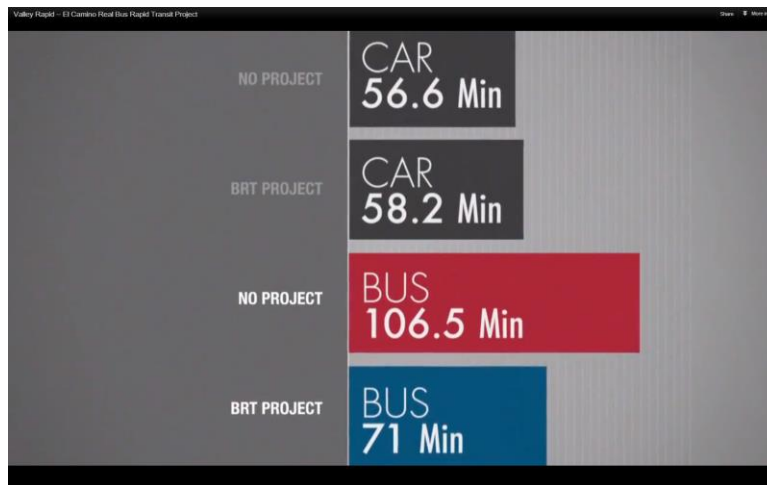 Valley Rapid – El Camino Real Bus Rapid Transit Project
Share
NO PROJECT
CAR
56.6 Min
BRT PROJECT
CAR
58.2 Min
NO PROJECT
BUS
106.5 Min
BRT PROJECT
BUS
71 Min